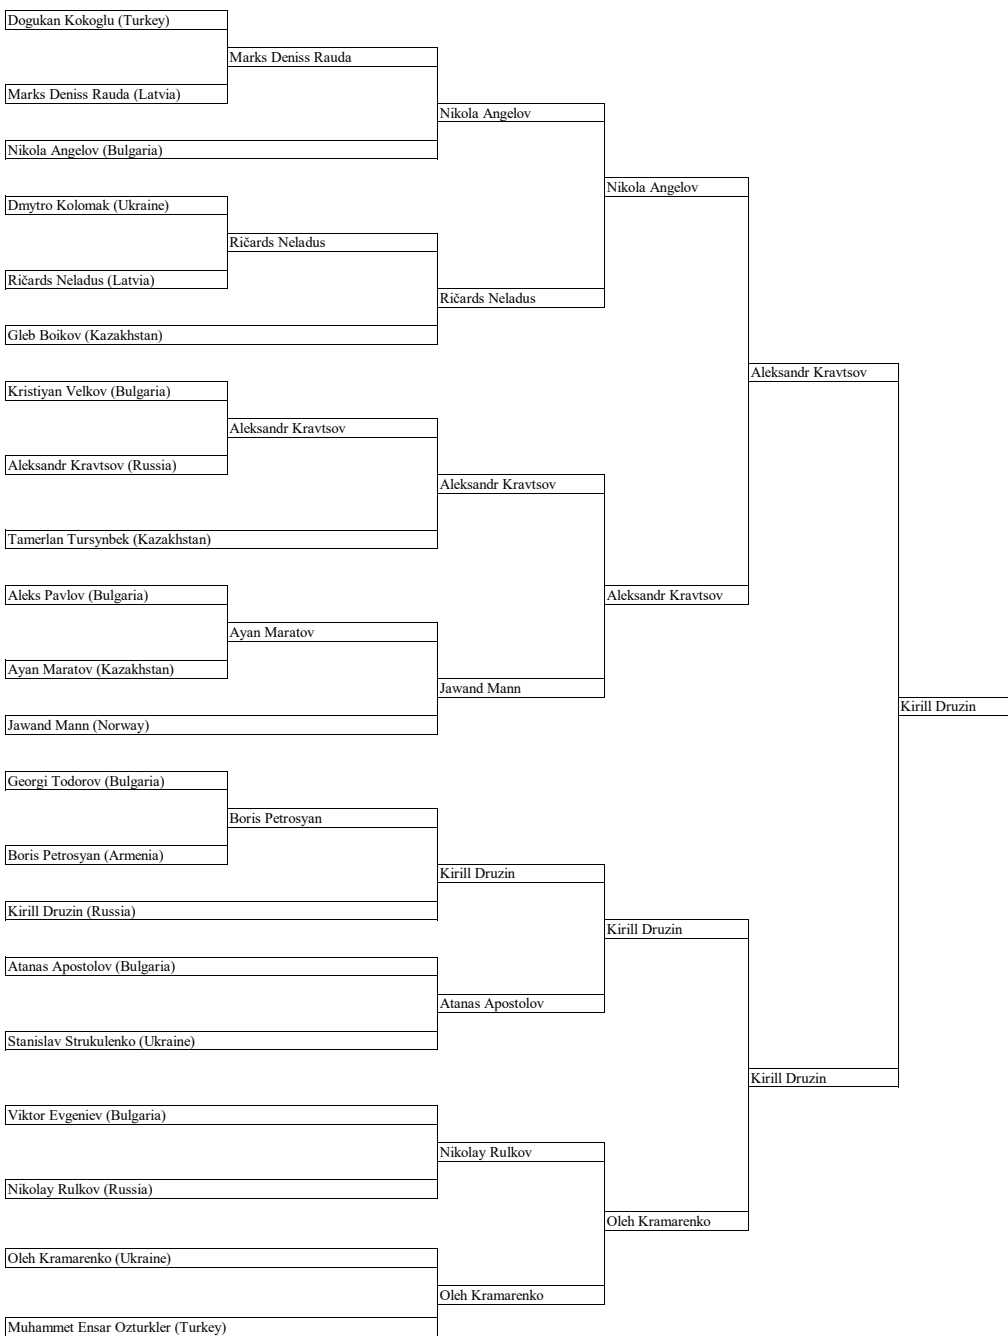 Dogukan Kokoglu (Turkey)
Marks Deniss Rauda
Marks Deniss Rauda (Latvia)
Nikola Angelov
Nikola Angelov (Bulgaria)
Nikola Angelov
Dmytro Kolomak (Ukraine)
Ričards Neladus
Ričards Neladus (Latvia)
Ričards Neladus
Gleb Boikov (Kazakhstan)
Aleksandr Kravtsov
Kristiyan Velkov (Bulgaria)
Aleksandr Kravtsov
Aleksandr Kravtsov (Russia)
Aleksandr Kravtsov
Tamerlan Tursynbek (Kazakhstan)
Aleks Pavlov (Bulgaria)
Aleksandr Kravtsov
Ayan Maratov
Ayan Maratov (Kazakhstan)
Jawand Mann
Kirill Druzin
Jawand Mann (Norway)
Georgi Todorov (Bulgaria)
Boris Petrosyan
Boris Petrosyan (Armenia)
Kirill Druzin
Kirill Druzin (Russia)
Kirill Druzin
Atanas Apostolov (Bulgaria)
Atanas Apostolov
Stanislav Strukulenko (Ukraine)
Kirill Druzin
Viktor Evgeniev (Bulgaria)
Nikolay Rulkov
Nikolay Rulkov (Russia)
Oleh Kramarenko
Oleh Kramarenko (Ukraine)
Oleh Kramarenko
Muhammet Ensar Ozturkler (Turkey)